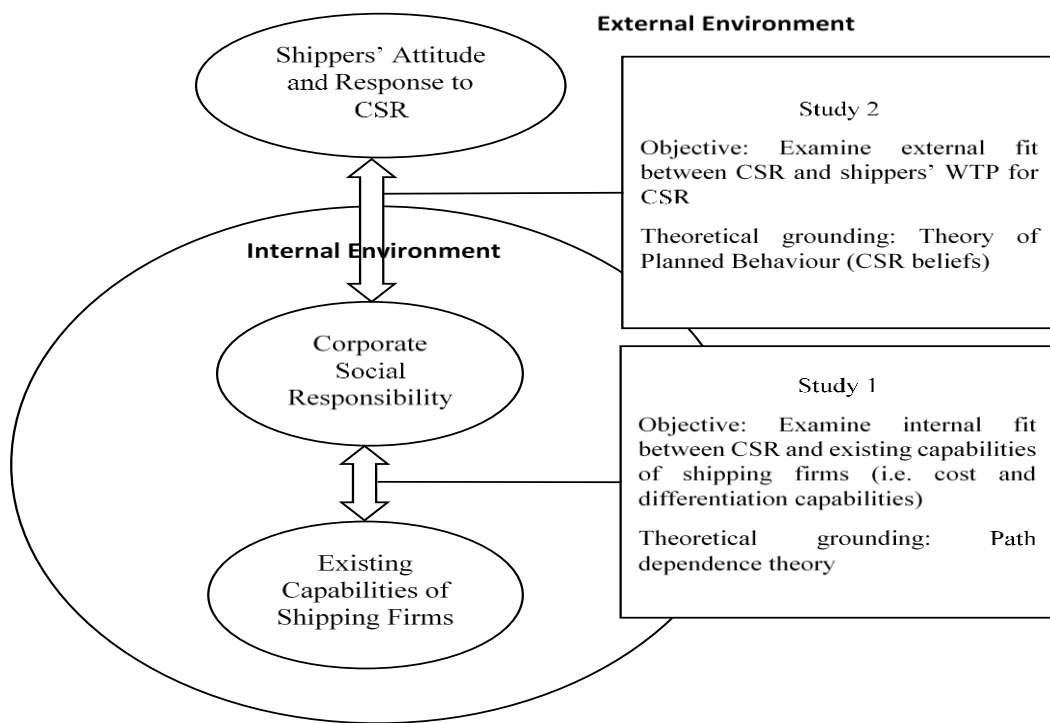 External Environment
Shippers’ Attitude
and Response to
CSR
Study 2
Objective: Examine external fit
between CSR and shippers’ WTP for
CSR
Theoretical grounding: Theory of
Planned Behaviour (CSR beliefs)
Internal Environment
Corporate
Social
Responsibility
Study 1
Objective: Examine internal fit
between CSR and existing capabilities
of shipping firms (i.e. cost and
differentiation capabilities)
Theoretical grounding: Path
dependence theory
Existing
Capabilities of
Shipping Firms